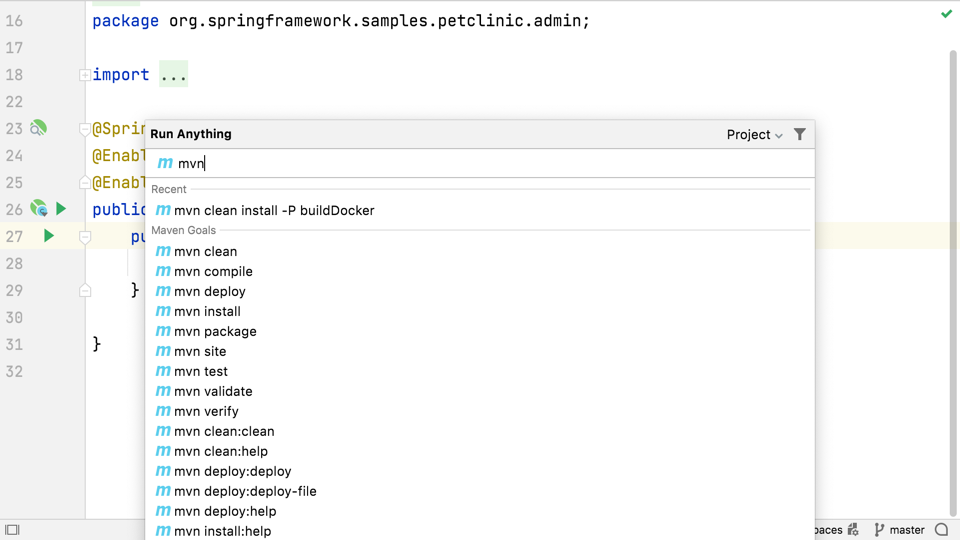 16 package org.springframework.samples.petclinic.admin;
17
18 import ...
22
23 @Spri
24 @Enabl
25 @Enabl
26 public
27 pu
28
29 }
30
31 }
32
Run Anything Project
m mvn
Recent
m mvn clean install -P buildDocker
Maven Goals
m mvn clean
m mvn compile
m mvn deploy
m mvn install
m mvn package
m mvn site
m mvn test
m mvn validate
m mvn verify
m mvn clean:clean
m mvn clean:help
m mvn deploy:deploy
m mvn deploy:deploy-file
m mvn deploy:help
m mvn install:help
paces master